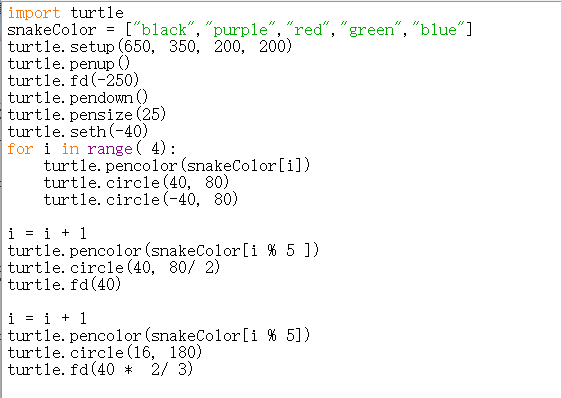 import turtle
snakeColor = ["black","purple","red","green","blue"]
turtle.setup(650, 350, 200, 200)
turtle.penup()
turtle.fd(-250)
turtle.pendown()
turtle.pensize(25)
turtle.seth(-40)
for i in range( 4):
    turtle.pencolor(snakeColor[i])
    turtle.circle(40, 80)
    turtle.circle(-40, 80)

i = i + 1
turtle.pencolor(snakeColor[i % 5 ])
turtle.circle(40, 80/ 2)
turtle.fd(40)

i = i + 1
turtle.pencolor(snakeColor[i % 5])
turtle.circle(16, 180)
turtle.fd(40 *  2/ 3)